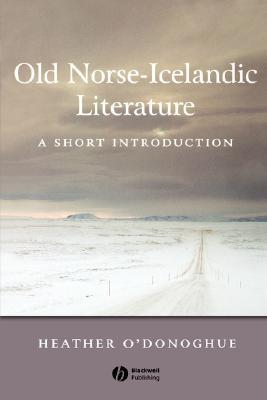 Old Norse-Icelandic
Literature
A SHORT INTRODUCTION
HEATHER O'DONOGHUE
Blackwell
Publishing